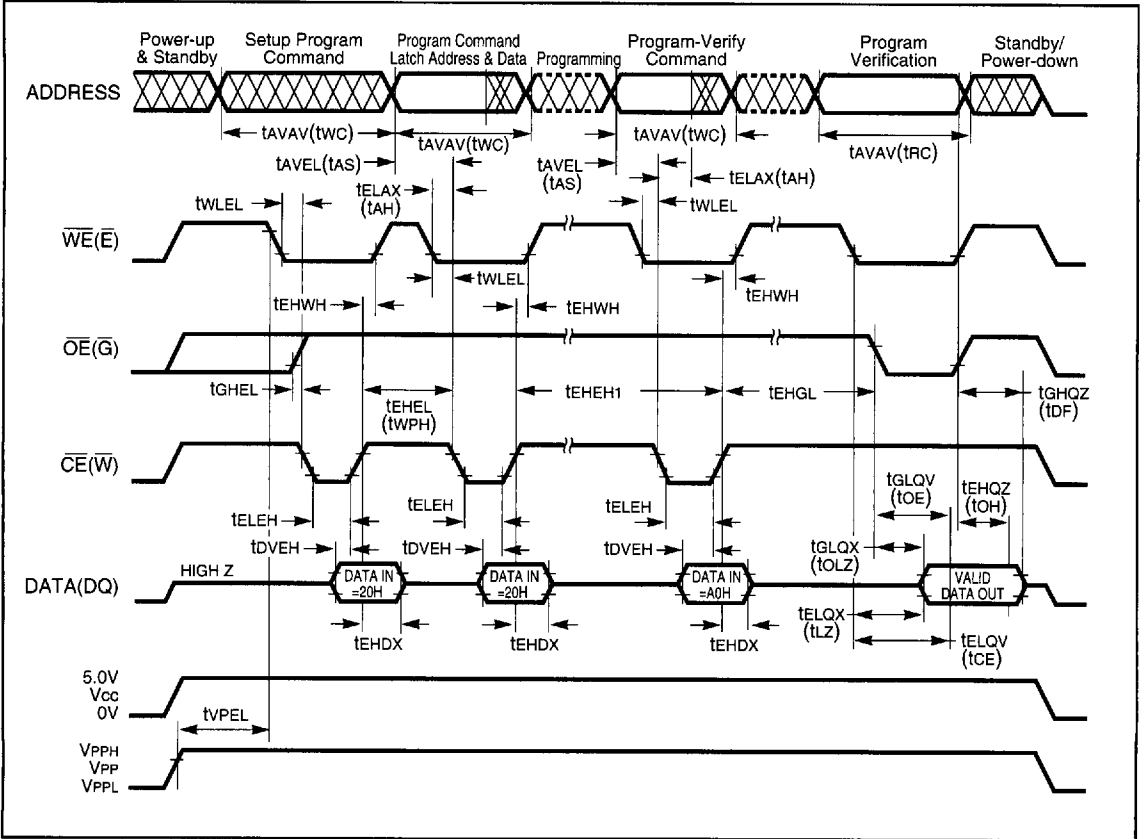 Power-up
& Standby
Setup Program
Command
Program Command
Latch Address & Data
Programming
Program-Verify
Command
Program
Verification
Standby/
Power-down
ADDRESS
tAVAV(tWC)
tAVAV(tWC)
tAVAV(tWC)
tAVAV(tRC)
tAVEL(tAS)
tAVEL
(tAS)
tELAX
(tAH)
tELAX(tAH)
tWLEL
tWLEL
W̅E̅(E̅)
tWLEL
tEHWH
tEHWH
tEHWH
O̅E̅(G̅)
tGHEL
tEHEL
(tWPH)
tEHEH1
tEHGL
tGHQZ
(tDF)
C̅E̅(W̅)
tELEH
tELEH
tELEH
tGLQV
(tOE)
tEHQZ
(tOH)
tDVEH
tDVEH
tDVEH
tGLQX
(tOLZ)
DATA(DQ)
HIGH Z
DATA IN
=20H
DATA IN
=20H
DATA IN
=A0H
VALID
DATA OUT
tEHDX
tEHDX
tEHDX
tELQX
(tLZ)
tELQV
(tCE)
5.0V
Vcc
0V
tVPEL
VPPH
VPP
VPPL